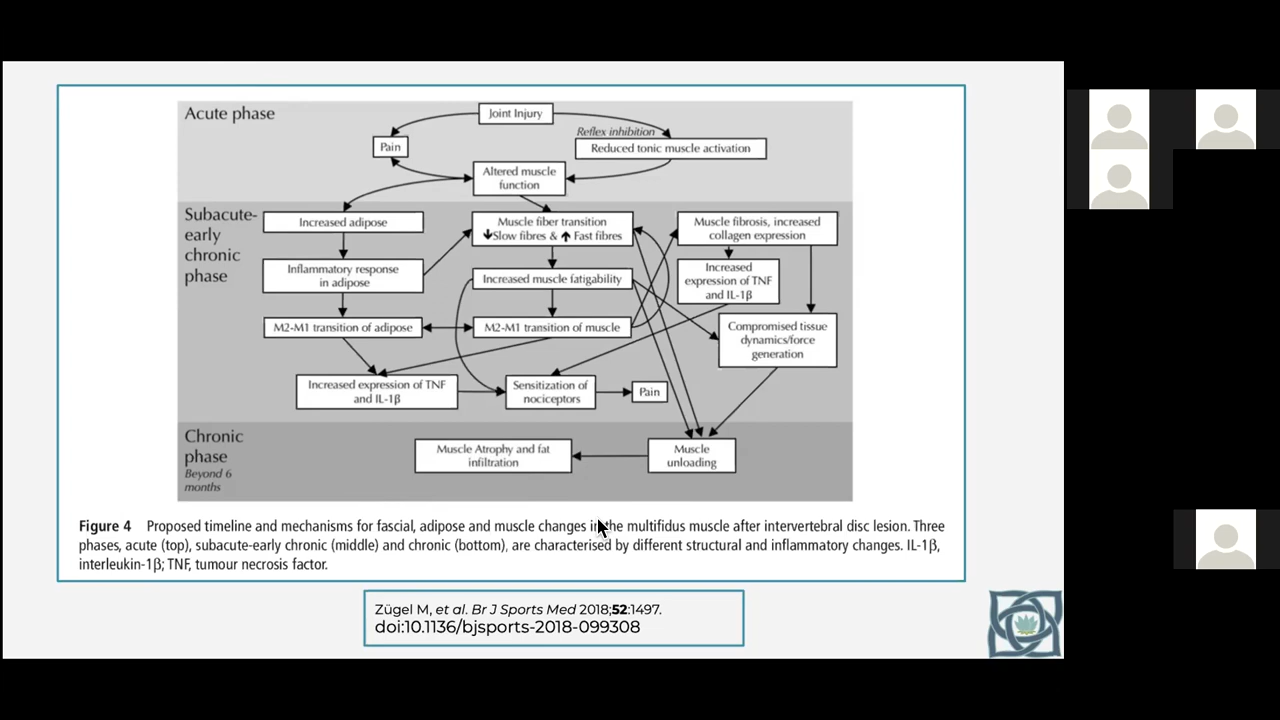 Acute phase
Joint Injury
Reflex inhibition
Pain
Reduced tonic muscle activation
Altered muscle
function
Subacute-
early
chronic
phase
Increased adipose
Muscle fiber transition
↓Slow fibres & ↑ Fast fibres
Muscle fibrosis, increased
collagen expression
Inflammatory response
in adipose
Increased muscle fatigability
Increased
expression of TNF
and IL-1β
M2-M1 transition of adipose
M2-M1 transition of muscle
Compromised tissue
dynamics/force
generation
Increased expression of TNF
and IL-1β
Sensitization of
nociceptors
Pain
Chronic
phase
Beyond 6
months
Muscle Atrophy and fat
infiltration
Muscle
unloading
Figure 4 Proposed timeline and mechanisms for fascial, adipose and muscle changes in the multifidus muscle after intervertebral disc lesion. Three
phases, acute (top), subacute-early chronic (middle) and chronic (bottom), are characterised by different structural and inflammatory changes. IL-1β,
interleukin-1β; TNF, tumour necrosis factor.
Zügel M, et al. Br J Sports Med 2018;52:1497.
doi:10.1136/bjsports-2018-099308